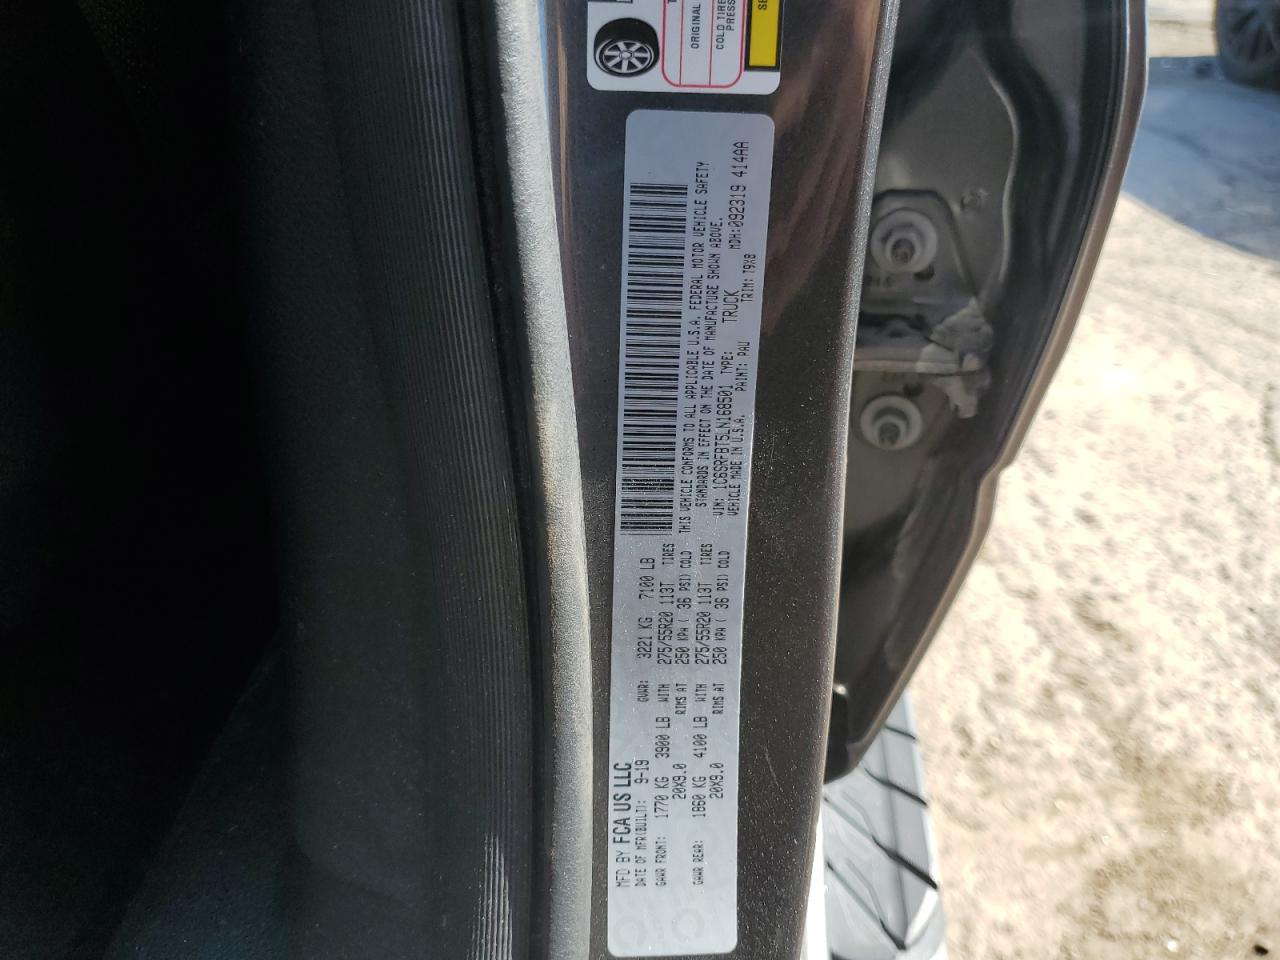 ORIGINAL
COLD TIRE
PRESS
SE
MFD BY FCA US LLC
DATE OF MFR(BUILT): 9-19 GVWR: 3221 KG 7100 LB
GAWR FRONT: 1770 KG 3900 LB WITH 275/55R20 113T TIRES
20X9.0 RIMS AT 250 KPA ( 36 PSI) COLD
GAWR REAR: 1860 KG 4100 LB WITH 275/55R20 113T TIRES
20X9.0 RIMS AT 250 KPA ( 36 PSI) COLD
THIS VEHICLE CONFORMS TO ALL APPLICABLE U.S.A. FEDERAL MOTOR VEHICLE SAFETY
STANDARDS IN EFFECT ON THE DATE OF MANUFACTURE SHOWN ABOVE.
VIN: 1C6SRFBT5LN168501 TYPE: TRUCK MDH:092319 414AA
VEHICLE MADE IN U.S.A. PAINT: PAU TRIM: T9X8